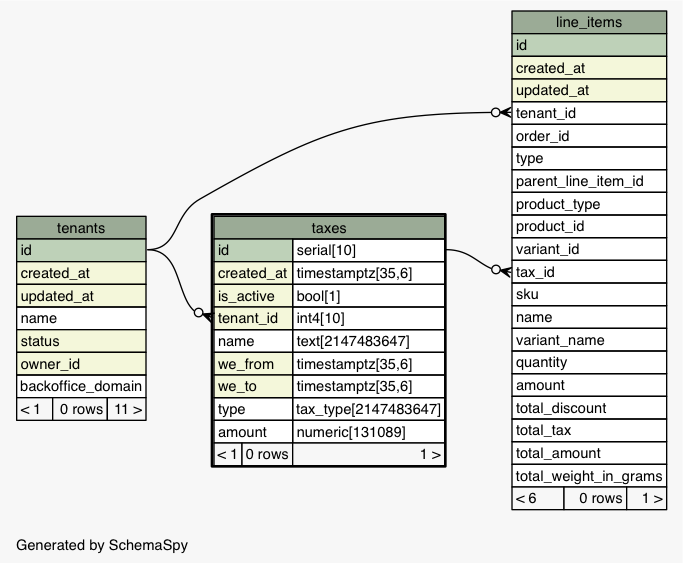 line_items
id
created_at
updated_at
tenant_id
order_id
type
parent_line_item_id
product_type
product_id
variant_id
tax_id
sku
name
variant_name
quantity
amount
total_discount
total_tax
total_amount
total_weight_in_grams
< 6 0 rows 1 >
tenants
id
created_at
updated_at
name
status
owner_id
backoffice_domain
< 1 0 rows 11 >
taxes
id serial[10]
created_at timestamptz[35,6]
is_active bool[1]
tenant_id int4[10]
name text[2147483647]
we_from timestamptz[35,6]
we_to timestamptz[35,6]
type tax_type[2147483647]
amount numeric[131089]
< 1 0 rows 1 >
Generated by SchemaSpy